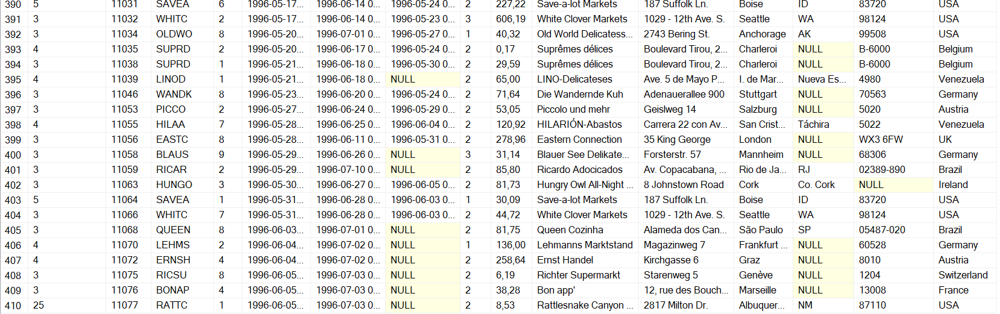 390 5 11031 SAVEA 6 1996-05-17... 1996-06-14 0... 1996-05-24 0... 2 227,22 Save-a-lot Markets 187 Suffolk Ln. Boise ID 83720 USA
391 3 11032 WHITC 2 1996-05-17... 1996-06-14 0... 1996-05-23 0... 3 606,19 White Clover Markets 1029 - 12th Ave. S. Seattle WA 98124 USA
392 3 11034 OLDWO 8 1996-05-20... 1996-07-01 0... 1996-05-27 0... 1 40,32 Old World Delicatess... 2743 Bering St. Anchorage AK 99508 USA
393 4 11035 SUPRD 2 1996-05-20... 1996-06-17 0... 1996-05-24 0... 2 0,17 Suprêmes délices Boulevard Tirou, 2... Charleroi NULL B-6000 Belgium
394 3 11038 SUPRD 1 1996-05-21... 1996-06-18 0... 1996-05-30 0... 2 29,59 Suprêmes délices Boulevard Tirou, 2... Charleroi NULL B-6000 Belgium
395 4 11039 LINOD 1 1996-05-21... 1996-06-18 0... NULL 2 65,00 LINO-Delicateses Ave. 5 de Mayo P... I. de Mar... Nueva Es... 4980 Venezuela
396 3 11046 WANDK 8 1996-05-23... 1996-06-20 0... 1996-05-24 0... 2 71,64 Die Wandernde Kuh Adenauerallee 900 Stuttgart NULL 70563 Germany
397 3 11053 PICCO 2 1996-05-27... 1996-06-24 0... 1996-05-29 0... 2 53,05 Piccolo und mehr Geislweg 14 Salzburg NULL 5020 Austria
398 4 11055 HILAA 7 1996-05-28... 1996-06-25 0... 1996-06-04 0... 2 120,92 HILARIÓN-Abastos Carrera 22 con Av... San Crist... Táchira 5022 Venezuela
399 3 11056 EASTC 8 1996-05-28... 1996-06-11 0... 1996-05-31 0... 2 278,96 Eastern Connection 35 King George London NULL WX3 6FW UK
400 3 11058 BLAUS 9 1996-05-29... 1996-06-26 0... NULL 3 31,14 Blauer See Delikate... Forsterstr. 57 Mannheim NULL 68306 Germany
401 3 11059 RICAR 2 1996-05-29... 1996-07-10 0... NULL 2 85,80 Ricardo Adocicados Av. Copacabana, ... Rio de Ja... RJ 02389-890 Brazil
402 3 11063 HUNGO 3 1996-05-30... 1996-06-27 0... 1996-06-05 0... 2 81,73 Hungry Owl All-Night ... 8 Johnstown Road Cork Co. Cork NULL Ireland
403 5 11064 SAVEA 1 1996-05-31... 1996-06-28 0... 1996-06-03 0... 1 30,09 Save-a-lot Markets 187 Suffolk Ln. Boise ID 83720 USA
404 3 11066 WHITC 7 1996-05-31... 1996-06-28 0... 1996-06-03 0... 2 44,72 White Clover Markets 1029 - 12th Ave. S. Seattle WA 98124 USA
405 3 11068 QUEEN 8 1996-06-03... 1996-07-01 0... NULL 2 81,75 Queen Cozinha Alameda dos Can... São Paulo SP 05487-020 Brazil
406 4 11070 LEHMS 2 1996-06-04... 1996-07-02 0... NULL 1 136,00 Lehmanns Marktstand Magazinweg 7 Frankfurt ... NULL 60528 Germany
407 4 11072 ERNSH 4 1996-06-04... 1996-07-02 0... NULL 2 258,64 Ernst Handel Kirchgasse 6 Graz NULL 8010 Austria
408 3 11075 RICSU 8 1996-06-05... 1996-07-03 0... NULL 2 6,19 Richter Supermarkt Starenweg 5 Genève NULL 1204 Switzerland
409 3 11076 BONAP 4 1996-06-05... 1996-07-03 0... NULL 2 38,28 Bon app' 12, rue des Bouch... Marseille NULL 13008 France
410 25 11077 RATTC 1 1996-06-05... 1996-07-03 0... NULL 2 8,53 Rattlesnake Canyon ... 2817 Milton Dr. Albuquer... NM 87110 USA